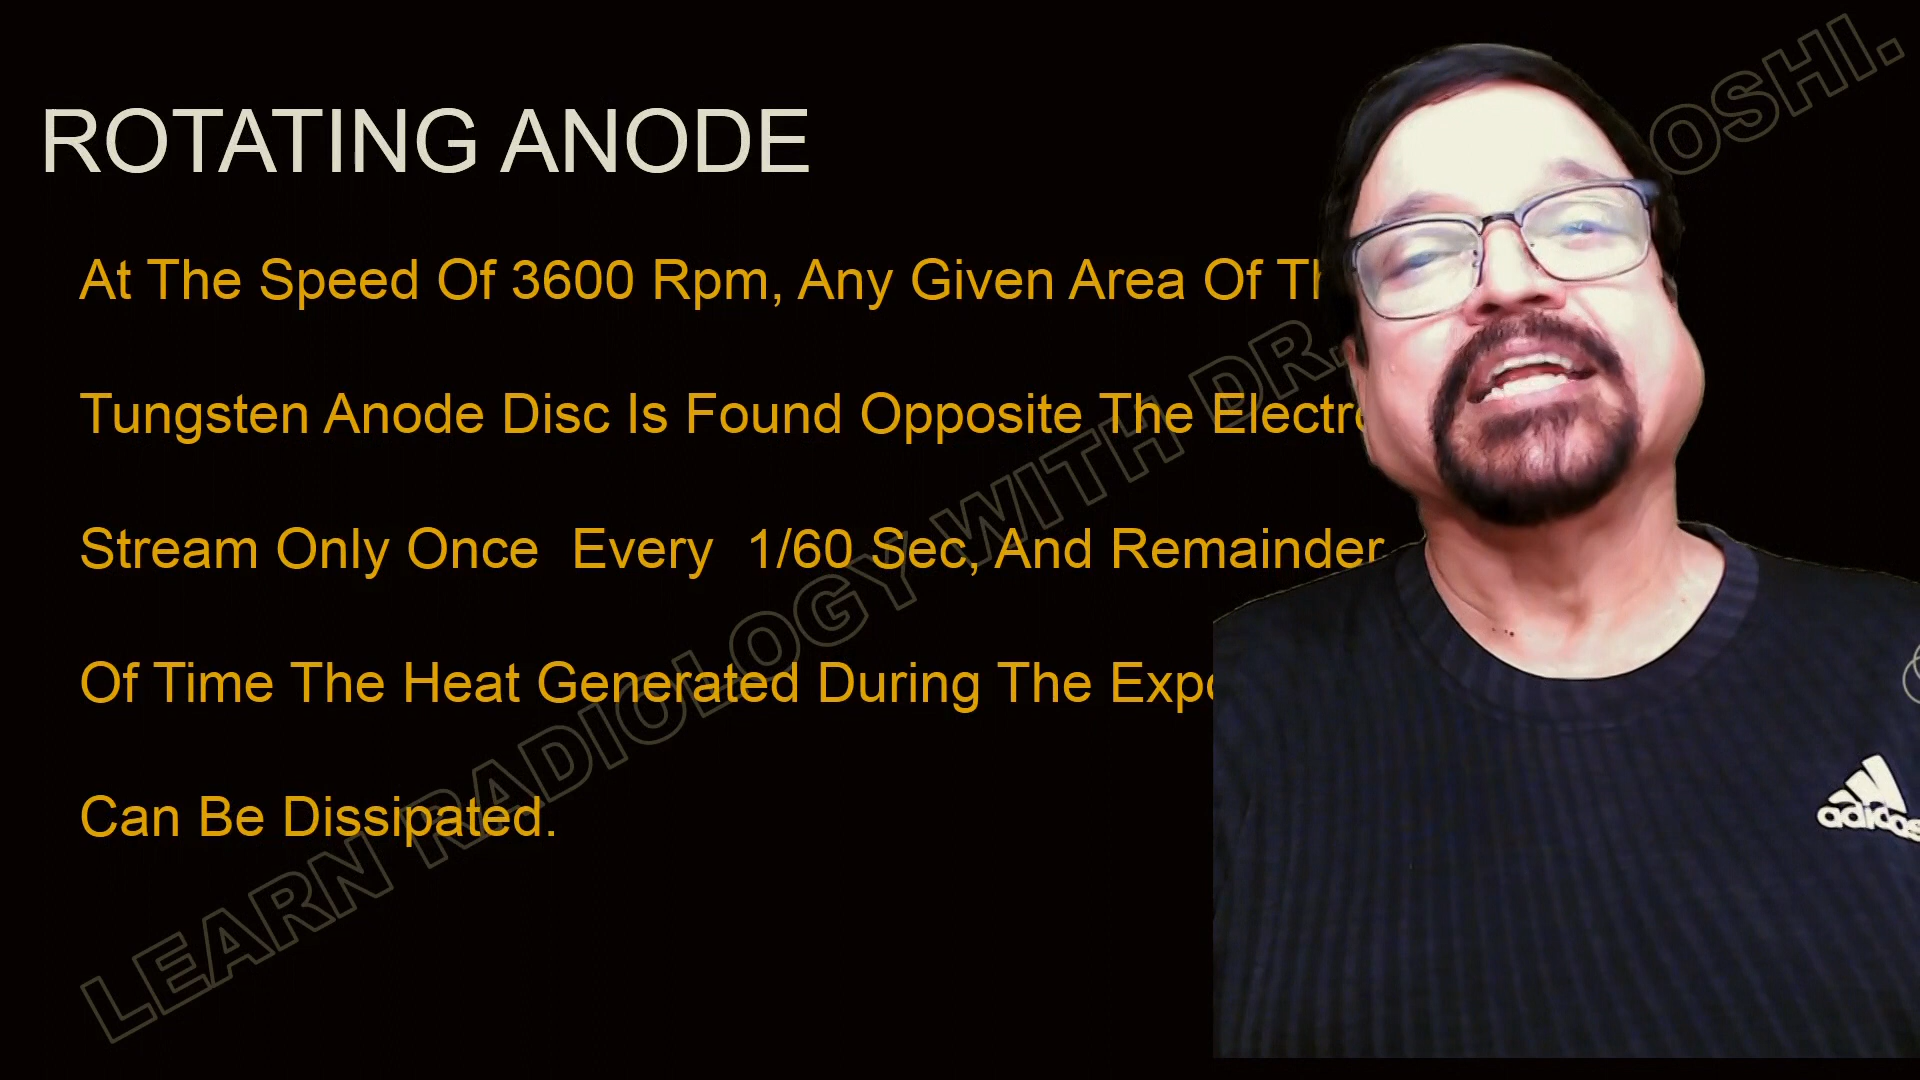 ROTATING ANODE
At The Speed Of 3600 Rpm, Any Given Area Of
Tungsten Anode Disc Is Found Opposite The
Stream Only Once Every 1/60 Sec, And Remainder
Of Time The Heat Generated During The
Can Be Dissipated.
LEARN RADIOLOGY WITH DR.
adidas